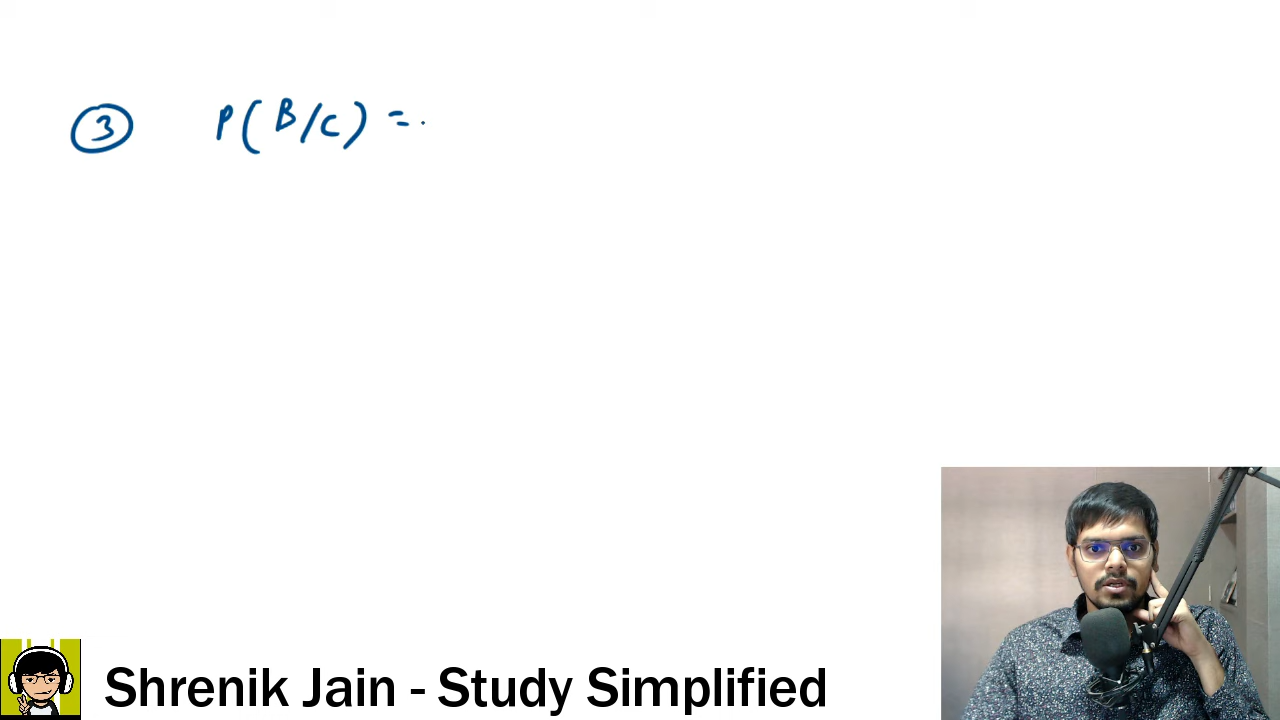 ③ P(B/C) =
Shrenik Jain - Study Simplified